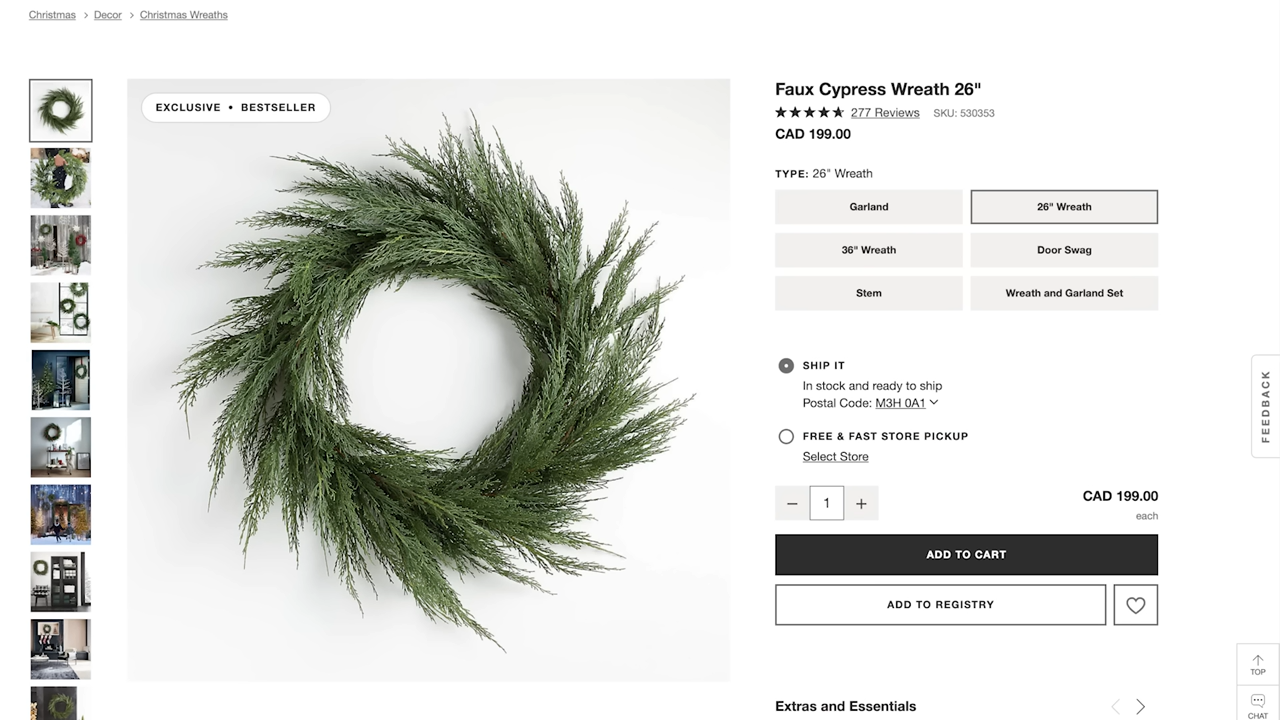 Christmas > Decor > Christmas Wreaths
EXCLUSIVE • BESTSELLER
Faux Cypress Wreath 26"
277 Reviews SKU: 530353
CAD 199.00
TYPE: 26" Wreath
Garland
26" Wreath
36" Wreath
Door Swag
Stem
Wreath and Garland Set
SHIP IT
In stock and ready to ship
Postal Code: M3H 0A1
FREE & FAST STORE PICKUP
Select Store
− 1 +
CAD 199.00
each
ADD TO CART
ADD TO REGISTRY
Extras and Essentials
FEEDBACK
TOP
CHAT